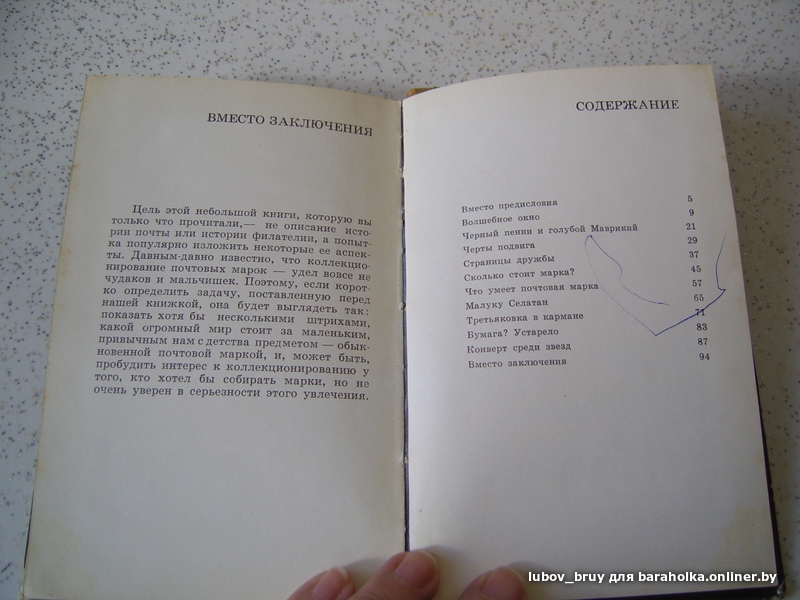 ВМЕСТО ЗАКЛЮЧЕНИЯ
Цель этой небольшой книги, которую вы
только что прочитали,— не описание исто-
рии почты или истории филателии, а попыт-
ка популярно изложить некоторые ее аспек-
ты. Давным-давно известно, что коллекцио-
нирование почтовых марок — удел вовсе не
чудаков и мальчишек. Поэтому, если корот-
ко определить задачу, поставленную перед
нашей книжкой, она будет выглядеть так:
показать хотя бы несколькими штрихами,
какой огромный мир стоит за маленьким,
привычным нам с детства предметом — обык-
новенной почтовой маркой, и, может быть,
пробудить интерес к коллекционированию у
того, кто хотел бы собирать марки, но не
очень уверен в серьезности этого увлечения.
СОДЕРЖАНИЕ
Вместо предисловия 5
Волшебное окно 9
Черный пенни и голубой Маврикий 21
Черты подвига 29
Страницы дружбы 37
Сколько стоит марка? 45
Что умеет почтовая марка 57
Малуку Селатан 65
Третьяковка в кармане 71
Бумага? Устарело 83
Конверт среди звезд 87
Вместо заключения 94
lubov_bruy для baraholka.onliner.by